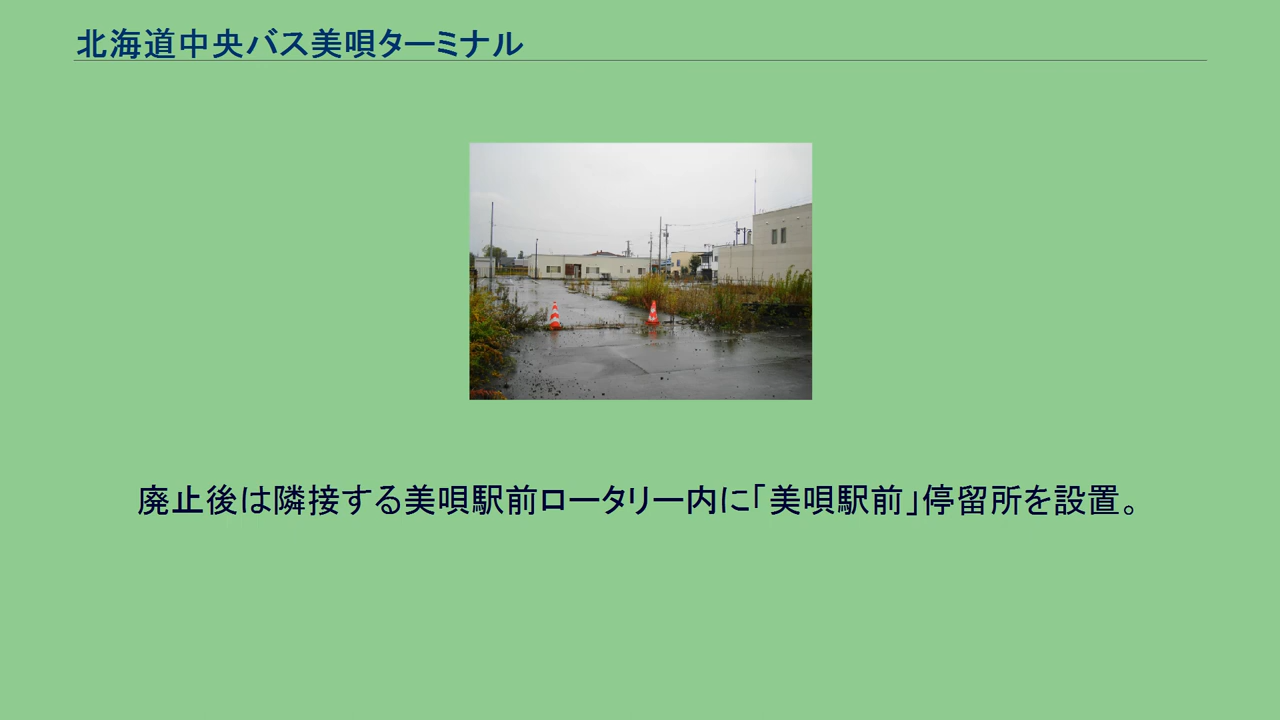 北海道中央バス美唄ターミナル
廃止後は隣接する美唄駅前ロータリー内に「美唄駅前」停留所を設置。